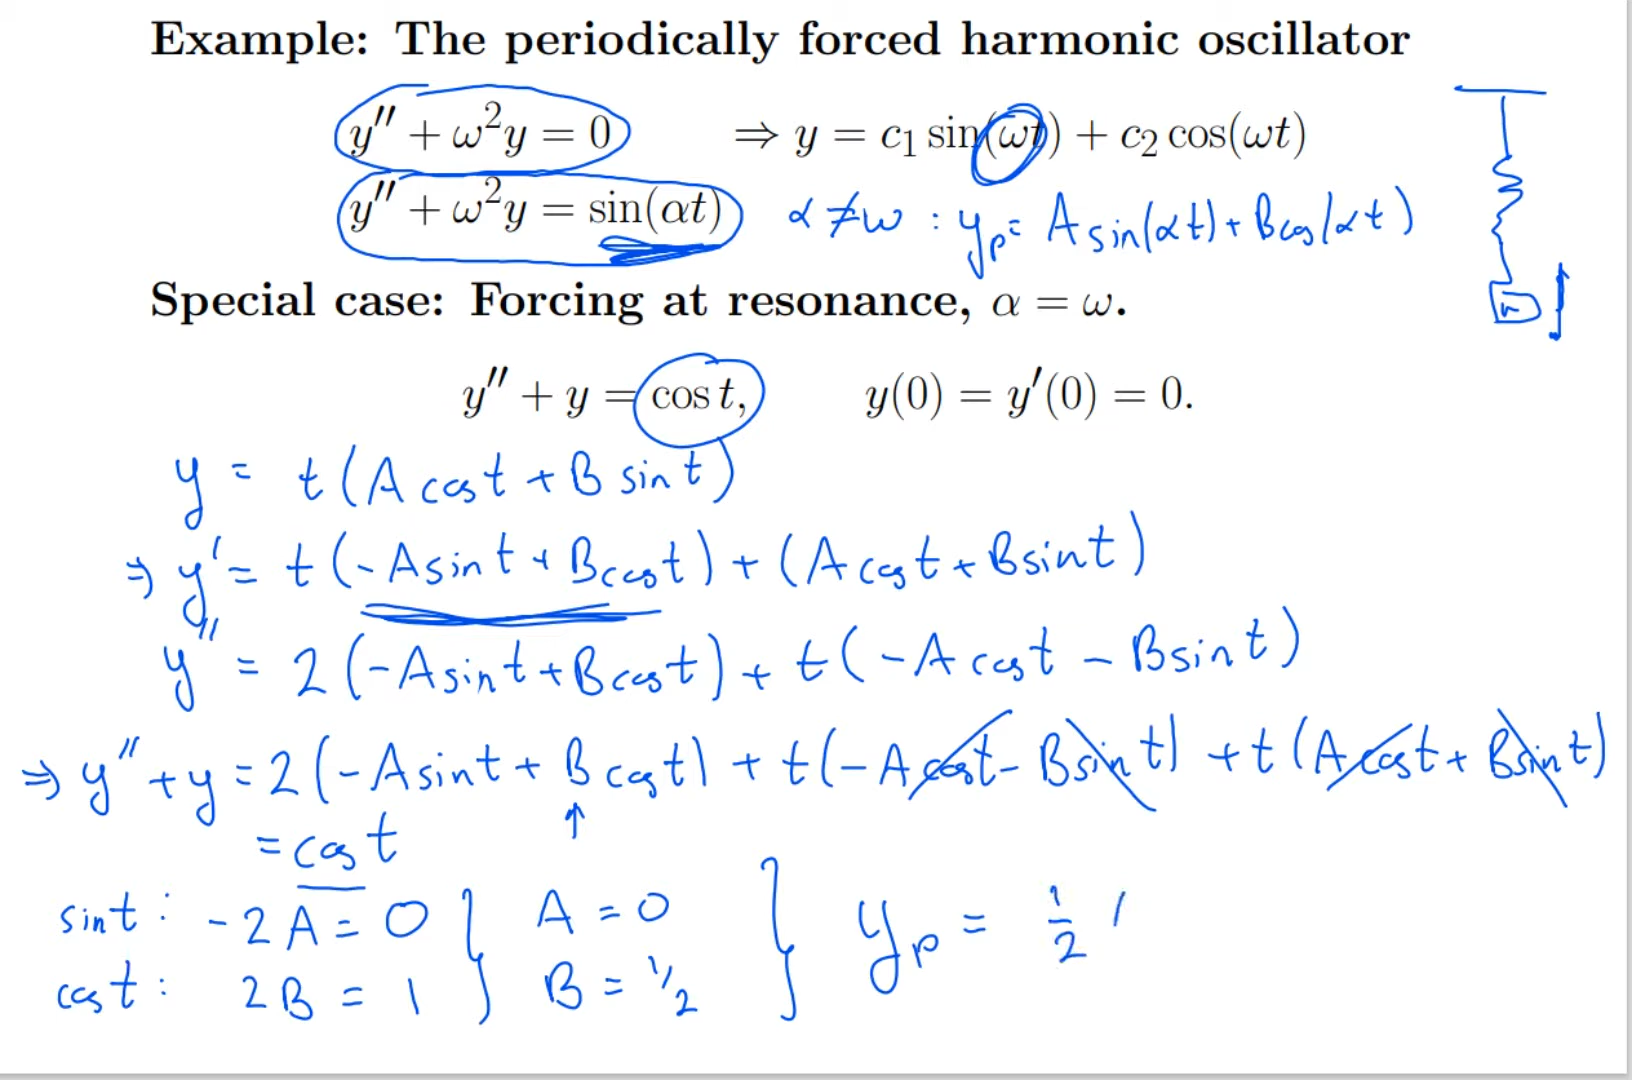 Example: The periodically forced harmonic oscillator
y″ + ω²y = 0 ⇒ y = c₁ sin(ωt) + c₂ cos(ωt)
y″ + ω²y = sin(αt) α ≠ ω : yₚ = A sin(αt) + B cos(αt)
Special case: Forcing at resonance, α = ω.
m
y″ + y = cos t, y(0) = y′(0) = 0.
y = t(A cos t + B sin t)
⇒ y′ = t(-A sin t + B cos t) + (A cos t + B sin t)
y″ = 2(-A sin t + B cos t) + t(-A cos t - B sin t)
⇒ y″ + y = 2(-A sin t + B cos t) + t(-A cos t - B sin t) + t(A cos t + B sin t)
↑
= cos t
sin t : -2A = 0 } A = 0 } yₚ = ½
cos t : 2B = 1 B = ½